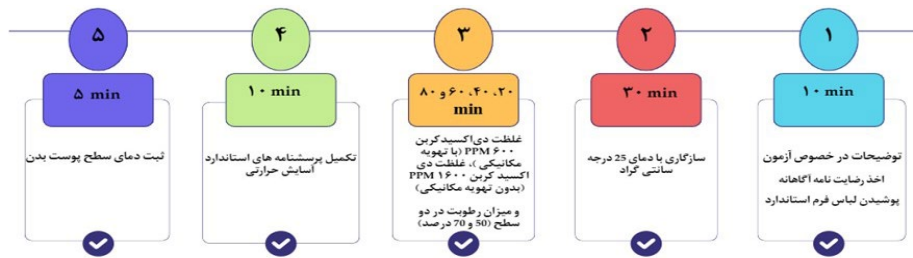 ۱
۱۰ min
توضیحات در خصوص آزمون
اخذ رضایت نامه آگاهانه
پوشیدن لباس فرم استاندارد
۲
۳۰ min
سازگاری با دمای 25 درجه
سانتی گراد
۳
۲۰، ۴۰، ۶۰ و ۸۰
min
غلظت دی‌اکسیدکربن
۶۰۰ PPM (با تهویه
مکانیکی )، غلظت دی
اکسید کربن ۱۶۰۰ PPM
(بدون تهویه مکانیکی)
و میزان رطوبت در دو
سطح (50 و 70 درصد)
۴
۱۰ min
تکمیل پرسشنامه های استاندارد
آسایش حرارتی
۵
۵ min
ثبت دمای سطح پوست بدن